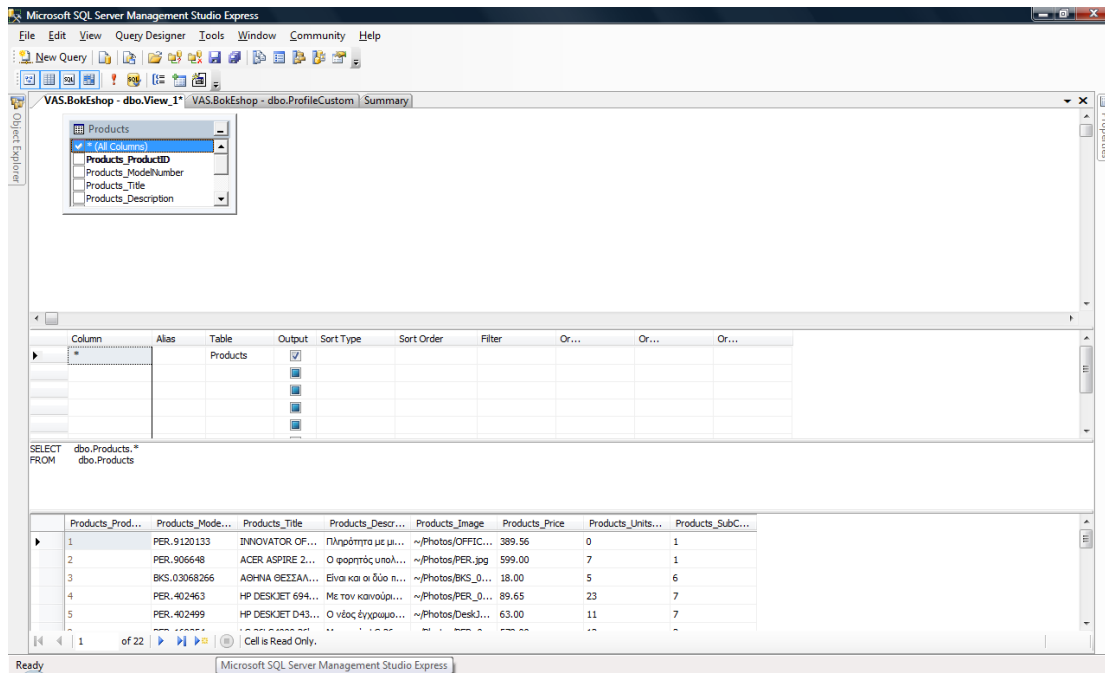 Microsoft SQL Server Management Studio Express
File Edit View Query Designer Tools Window Community Help
New Query
VAS.BokEshop - dbo.View_1* VAS.BokEshop - dbo.ProfileCustom Summary
Object Explorer
Properties
Products
* (All Columns)
Products_ProductID
Products_ModelNumber
Products_Title
Products_Description
Column Alias Table Output Sort Type Sort Order Filter Or... Or... Or...
* Products
SELECT dbo.Products.*
FROM dbo.Products
Products_Prod... Products_Mode... Products_Title Products_Descr... Products_Image Products_Price Products_Units... Products_SubC...
1 PER.9120133 INNOVATOR OF... Πληρότητα με μι... ~/Photos/OFFIC... 389.56 0 1
2 PER.906648 ACER ASPIRE 2... Ο φορητός υπολ... ~/Photos/PER.jpg 599.00 7 1
3 BKS.03068266 ΑΘΗΝΑ ΘΕΣΣΑΛ... Είναι και οι δύο π... ~/Photos/BKS_0... 18.00 5 6
4 PER.402463 HP DESKJET 694... Με τον καινούρι... ~/Photos/PER_0... 89.65 23 7
5 PER.402499 HP DESKJET D43... Ο νέος έγχρωμο... ~/Photos/DeskJ... 63.00 11 7
1 of 22 Cell is Read Only.
Ready Microsoft SQL Server Management Studio Express